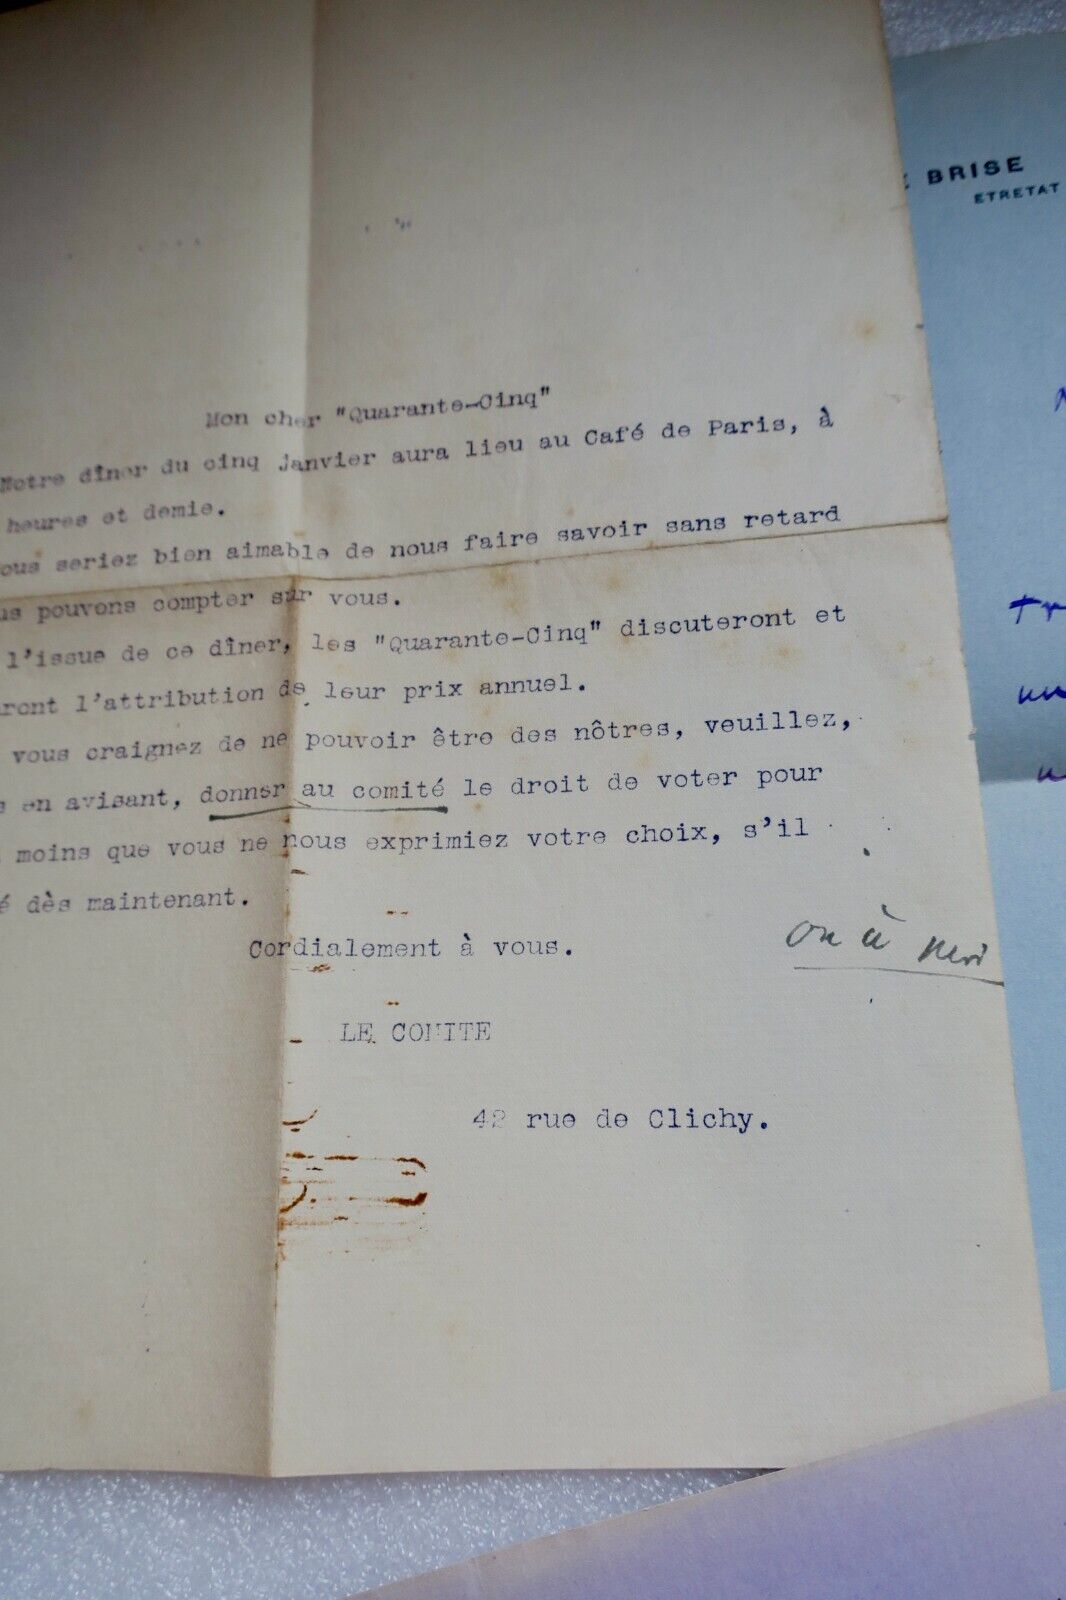 Mon cher "Quarante-Cinq"
Notre dîner du cinq Janvier aura lieu au Café de Paris, à
heures et demie.
ous seriez bien aimable de nous faire savoir sans retard
us pouvons compter sur vous.
l'issue de ce dîner, les "Quarante-Cinq" discuteront et
ront l'attribution de leur prix annuel.
vous craignez de ne pouvoir être des nôtres, veuillez,
en avisant, donner au comité le droit de voter pour
moins que vous ne nous exprimiez votre choix, s'il
é dès maintenant.
Cordialement à vous.
on à
LE COMITE
42 rue de Clichy.
E BRISE
ETRETAT